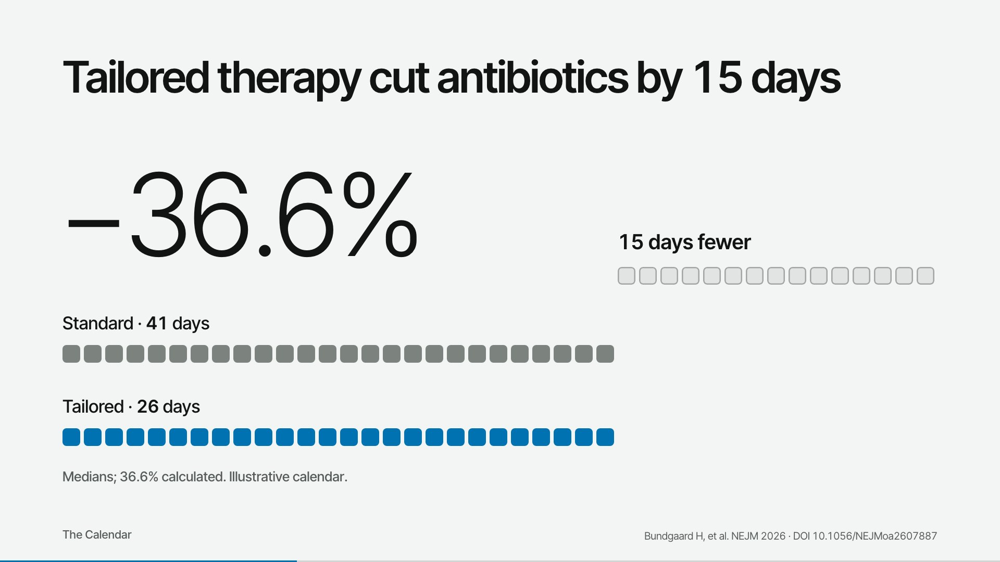 Tailored therapy cut antibiotics by 15 days
–36.6%
15 days fewer
Standard · 41 days
Tailored · 26 days
Medians; 36.6% calculated. Illustrative calendar.
The Calendar
Bundgaard H, et al. NEJM 2026 · DOI 10.1056/NEJMoa2607887